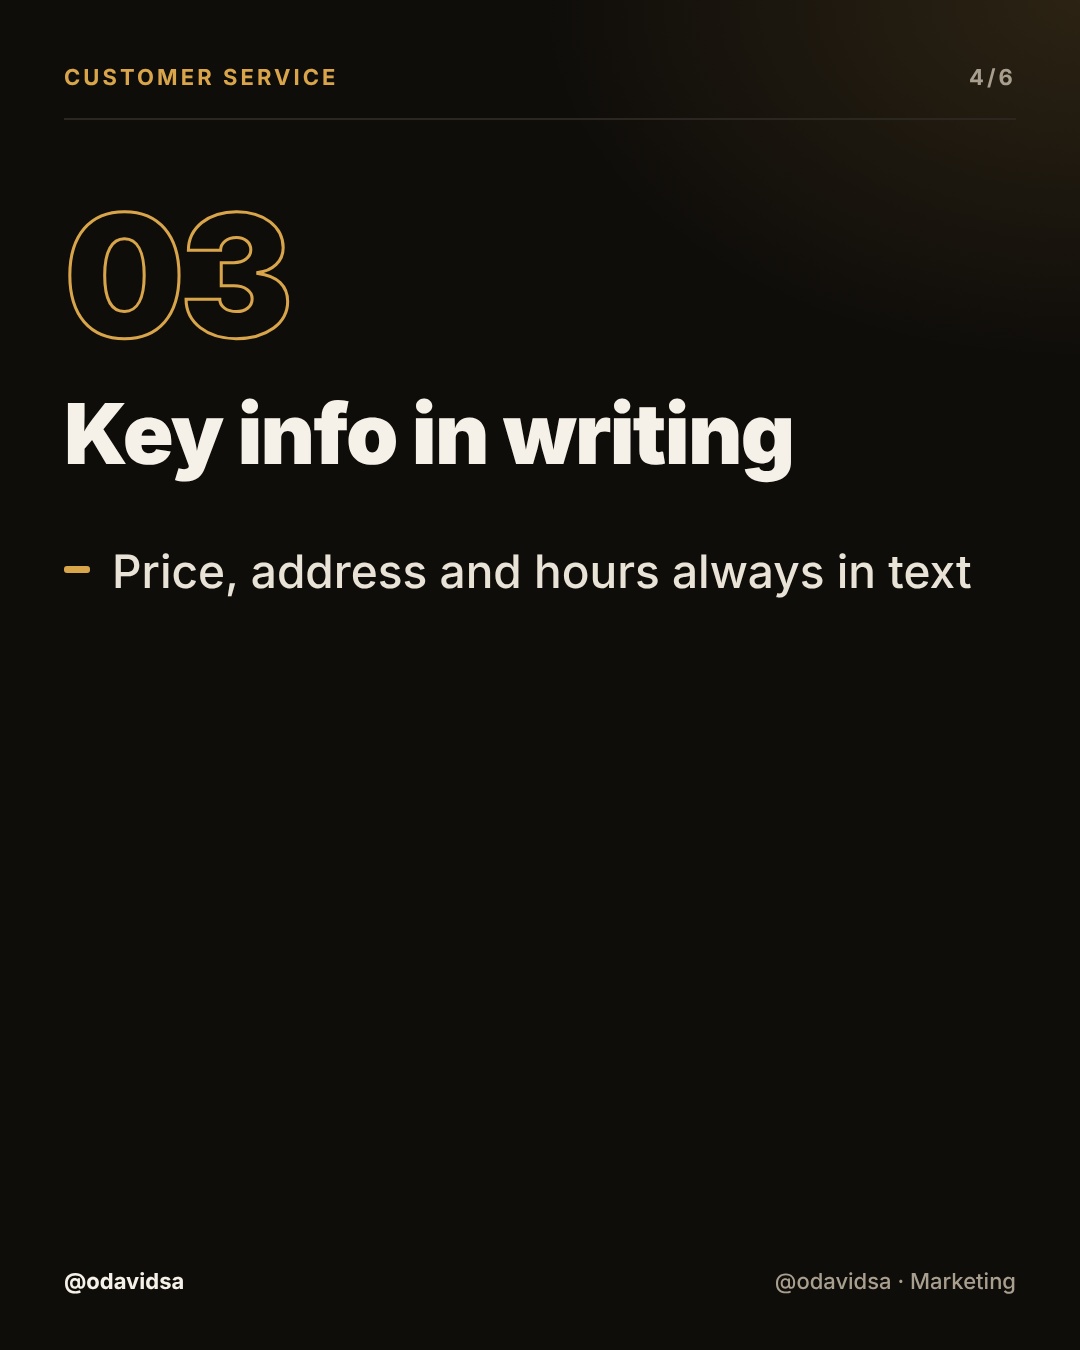 CUSTOMER SERVICE
4/6
03
Key info in writing
Price, address and hours always in text
@odavidsa
@odavidsa · Marketing